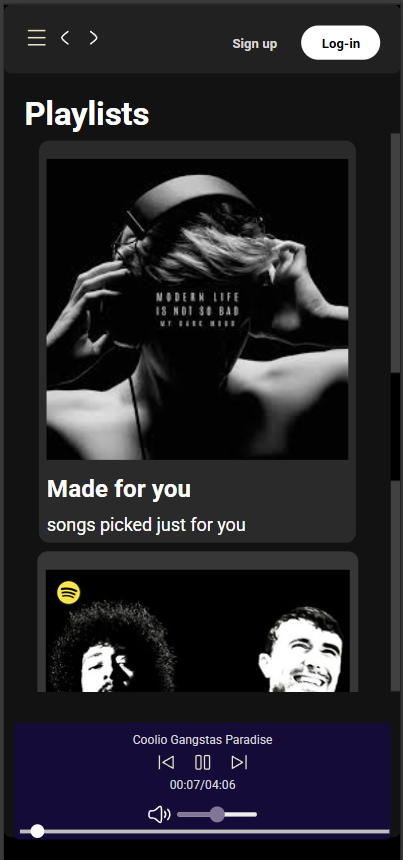 Sign up
Log-in
Playlists
MODERN LIFE
IS NOT SO BAD
MY DARK MOOD
Made for you
songs picked just for you
Coolio Gangstas Paradise
00:07/04:06